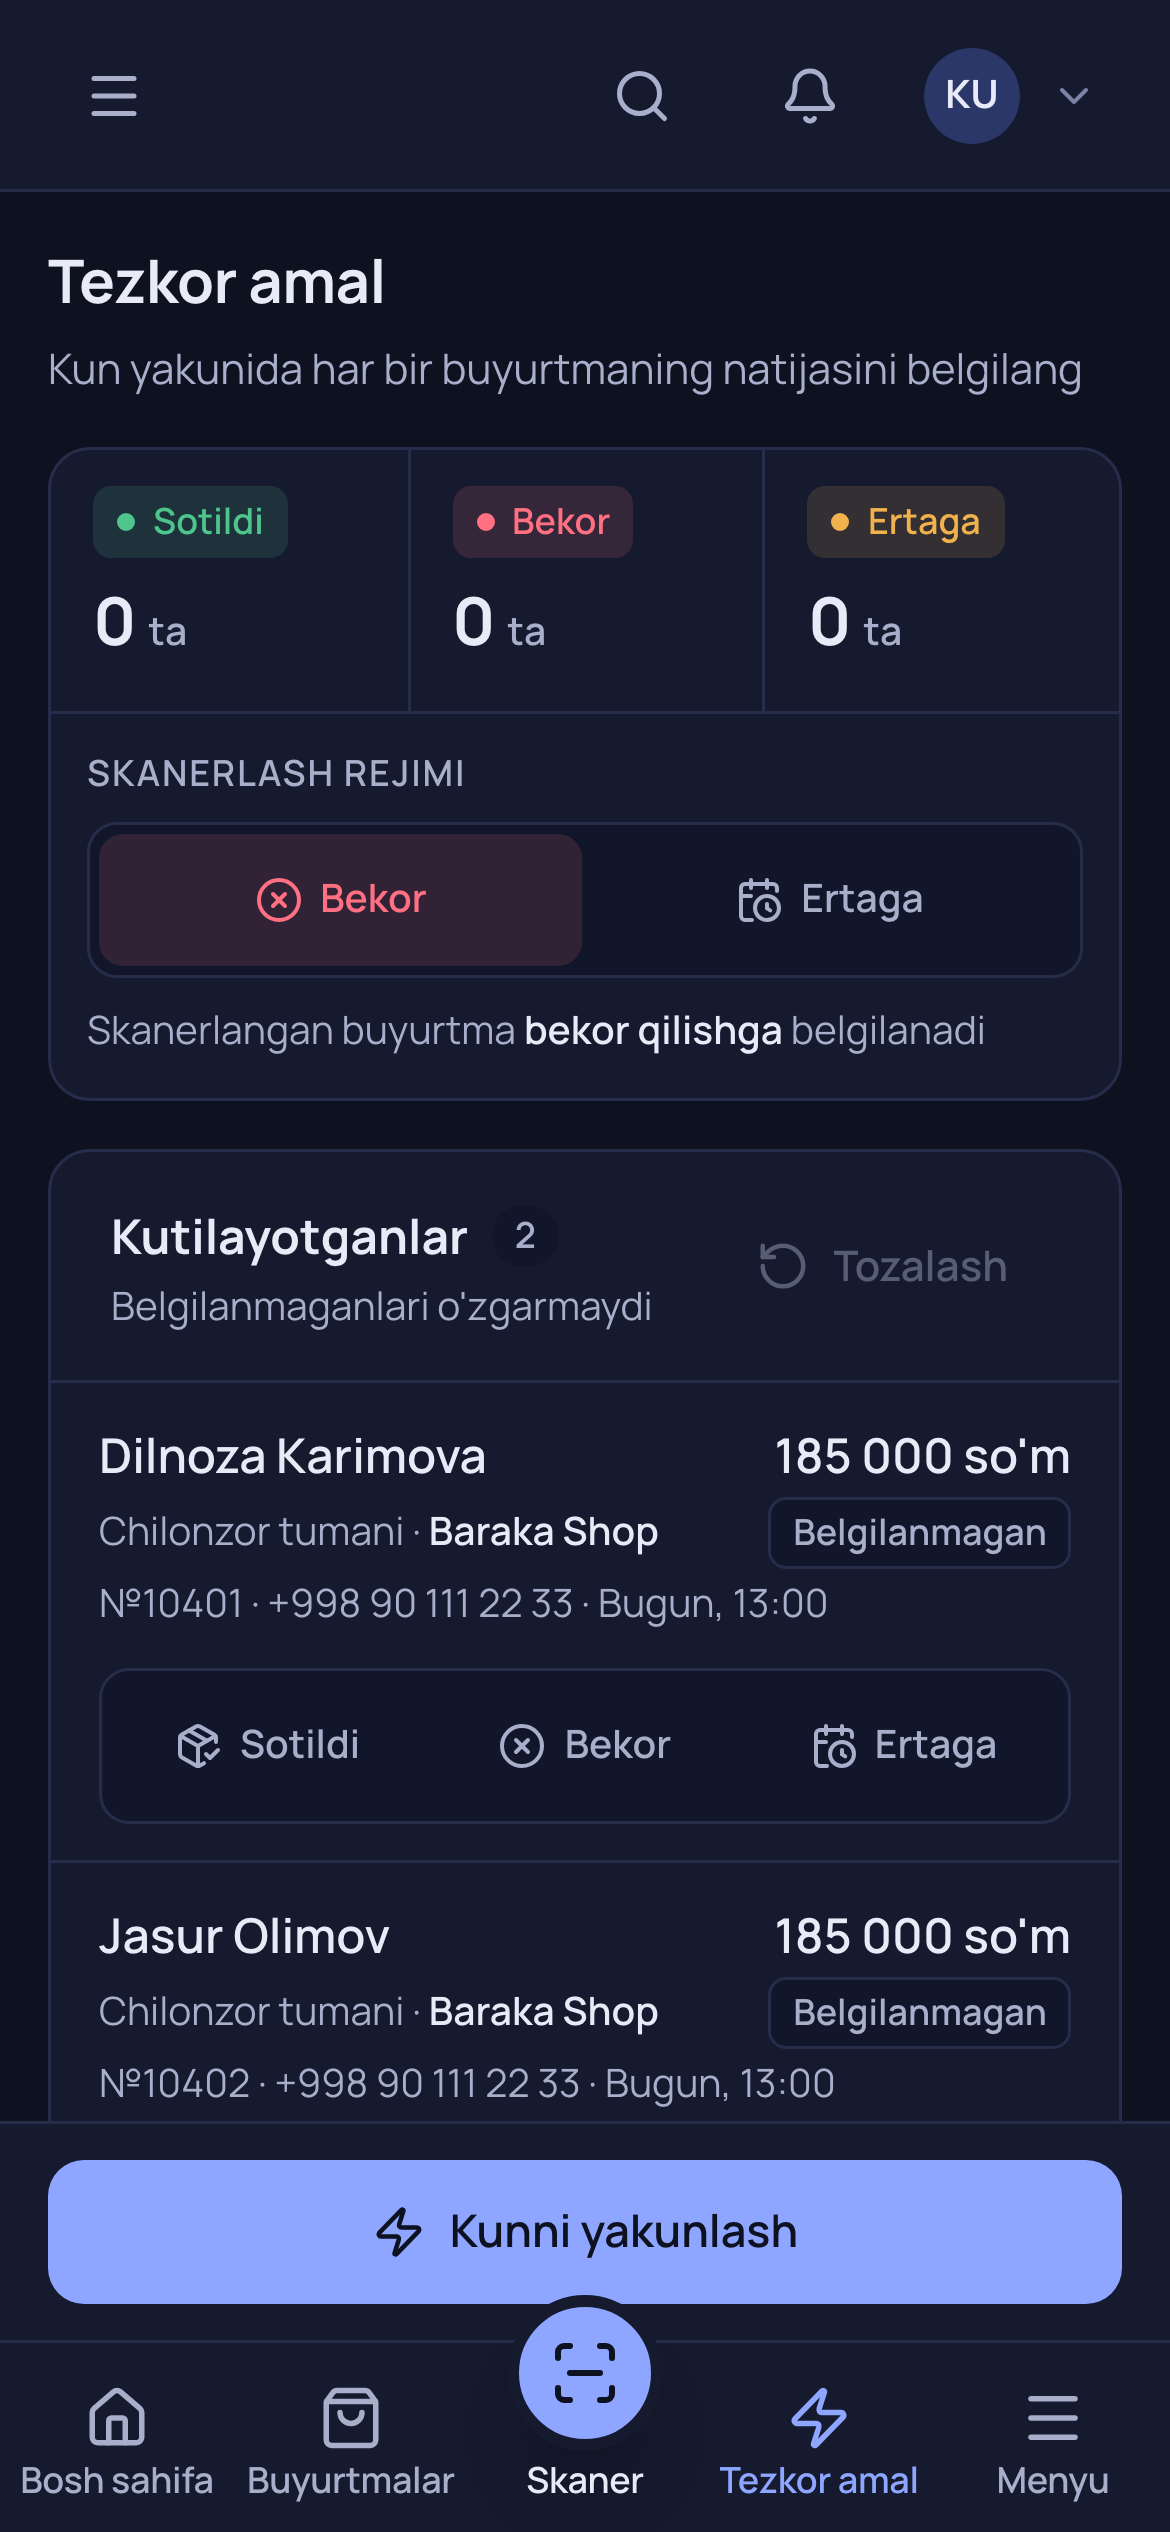 KU
Tezkor amal
Kun yakunida har bir buyurtmaning natijasini belgilang
Sotildi
Bekor
Ertaga
0 ta
0 ta
0 ta
SKANERLASH REJIMI
Bekor
Ertaga
Skanerlangan buyurtma bekor qilishga belgilanadi
Kutilayotganlar 2
Tozalash
Belgilanmaganlari o'zgarmaydi
Dilnoza Karimova 185 000 so'm
Chilonzor tumani · Baraka Shop Belgilanmagan
№10401 · +998 90 111 22 33 · Bugun, 13:00
Sotildi
Bekor
Ertaga
Jasur Olimov 185 000 so'm
Chilonzor tumani · Baraka Shop Belgilanmagan
№10402 · +998 90 111 22 33 · Bugun, 13:00
Kunni yakunlash
Bosh sahifa
Buyurtmalar
Skaner
Tezkor amal
Menyu